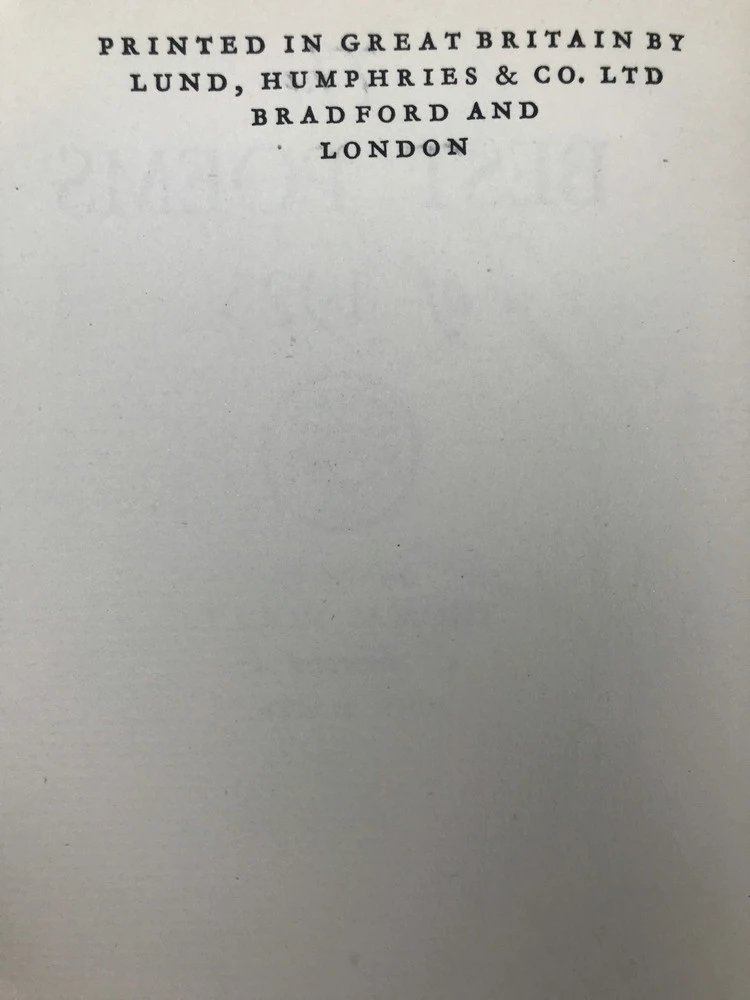 PRINTED IN GREAT BRITAIN BY
LUND, HUMPHRIES & CO. LTD
BRADFORD AND
LONDON